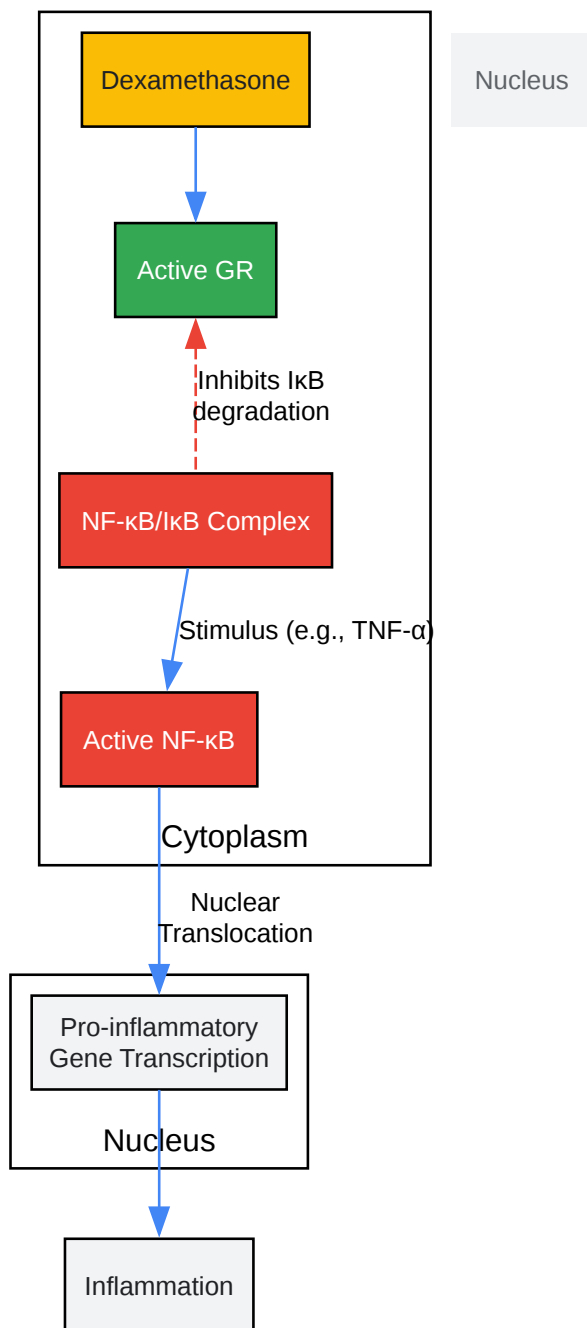 Dexamethasone
Nucleus
Active GR
Inhibits IκB
degradation
NF-κB/IκB Complex
Stimulus (e.g., TNF-α)
Active NF-κB
Cytoplasm
Nuclear
Translocation
Pro-inflammatory
Gene Transcription
Nucleus
Inflammation